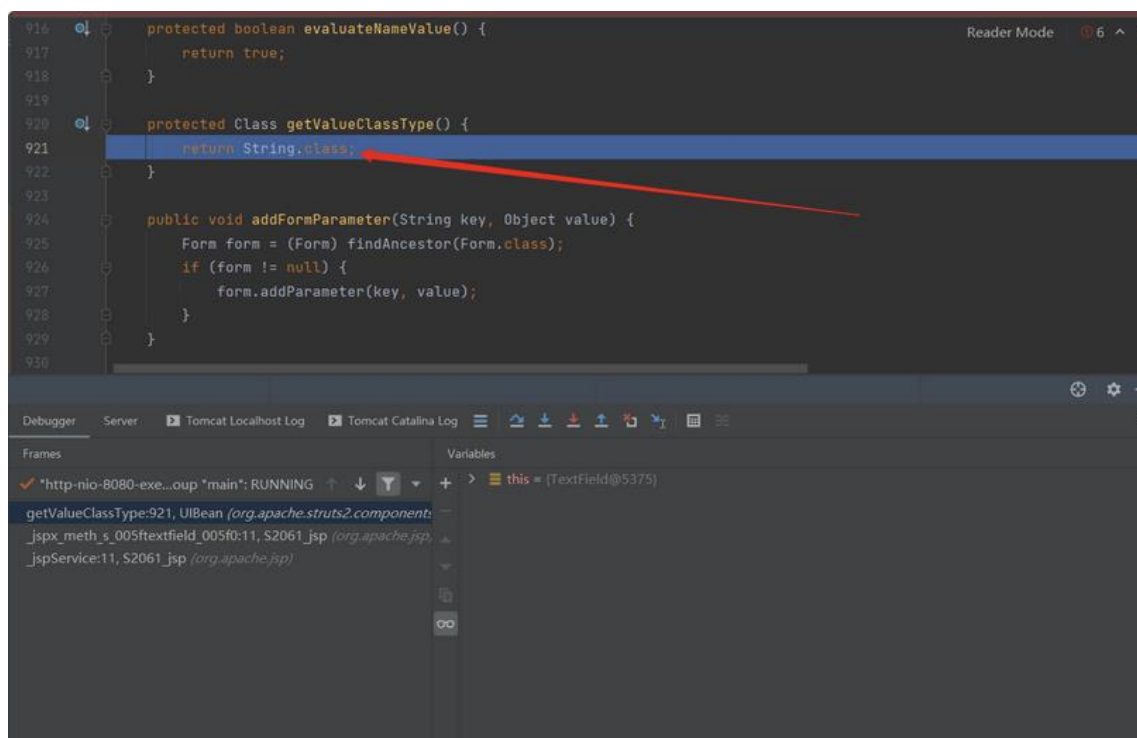 916 protected boolean evaluateNameValue() {
Reader Mode 6
917 return true;
918 }
919
920 protected Class getValueClassType() {
921 return String.class;
922 }
923
924 public void addFormParameter(String key, Object value) {
925 Form form = (Form) findAncestor(Form.class);
926 if (form != null) {
927 form.addParameter(key, value);
928 }
929 }
930
Debugger Server Tomcat Localhost Log Tomcat Catalina Log
Frames Variables
"http-nio-8080-exe...oup "main": RUNNING
this = {TextField@5375}
getValueClassType:921, UIBean (org.apache.struts2.components
_jspx_meth_s_005ftextfield_005f0:11, S2061_jsp (org.apache.jsp)
_jspService:11, S2061_jsp (org.apache.jsp)